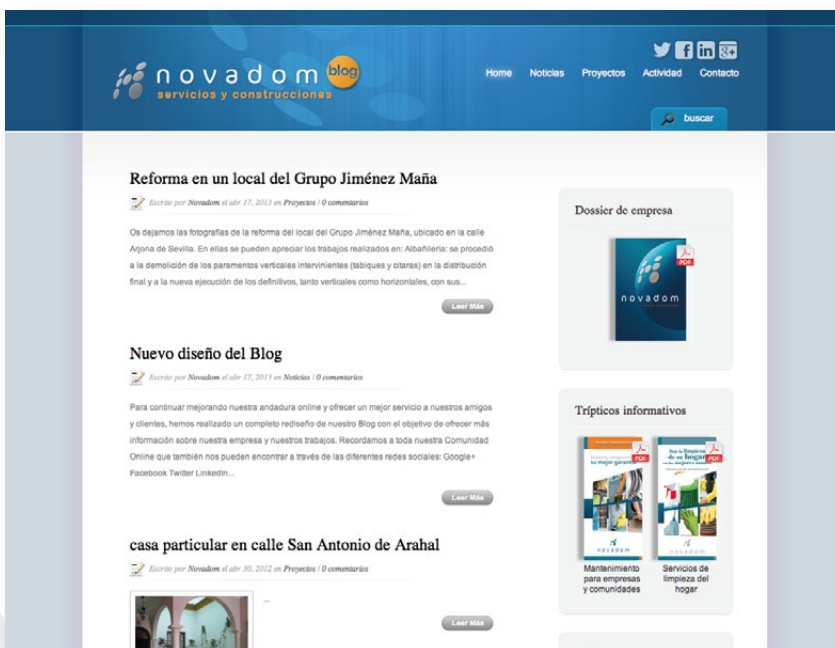 novadom blog
servicios y construcciones
Home Noticias Proyectos Actividad Contacto
buscar
Reforma en un local del Grupo Jiménez Maña
Escrito por Novadom el abr 17, 2013 en Proyectos | 0 comentarios
Os dejamos las fotografías de la reforma del local del Grupo Jiménez Maña, ubicado en la calle
Arjona de Sevilla. En ellas se pueden apreciar los trabajos realizados en: Albañilería: se procedió
a la demolición de los paramentos verticales intervinientes (tabiques y citaras) en la distribución
final y a la nueva ejecución de los definitivos, tanto verticales como horizontales, con sus...
Leer Más
Nuevo diseño del Blog
Escrito por Novadom el abr 17, 2013 en Noticias | 0 comentarios
Para continuar mejorando nuestra andadura online y ofrecer un mejor servicio a nuestros amigos
y clientes, hemos realizado un completo rediseño de nuestro Blog con el objetivo de ofrecer más
información sobre nuestra empresa y nuestros trabajos. Recordamos a toda nuestra Comunidad
Online que también nos pueden encontrar a través de las diferentes redes sociales: Google+
Facebook Twitter LinkedIn...
Leer Más
casa particular en calle San Antonio de Arahal
Escrito por Novadom el abr 30, 2012 en Proyectos | 0 comentarios
...
Leer Más
Dossier de empresa
PDF
novadom
Trípticos informativos
PDF
su mejor garantía
novadom
Mantenimiento
para empresas
y comunidades
PDF
de su hogar
novadom
Servicios de
limpieza del
hogar